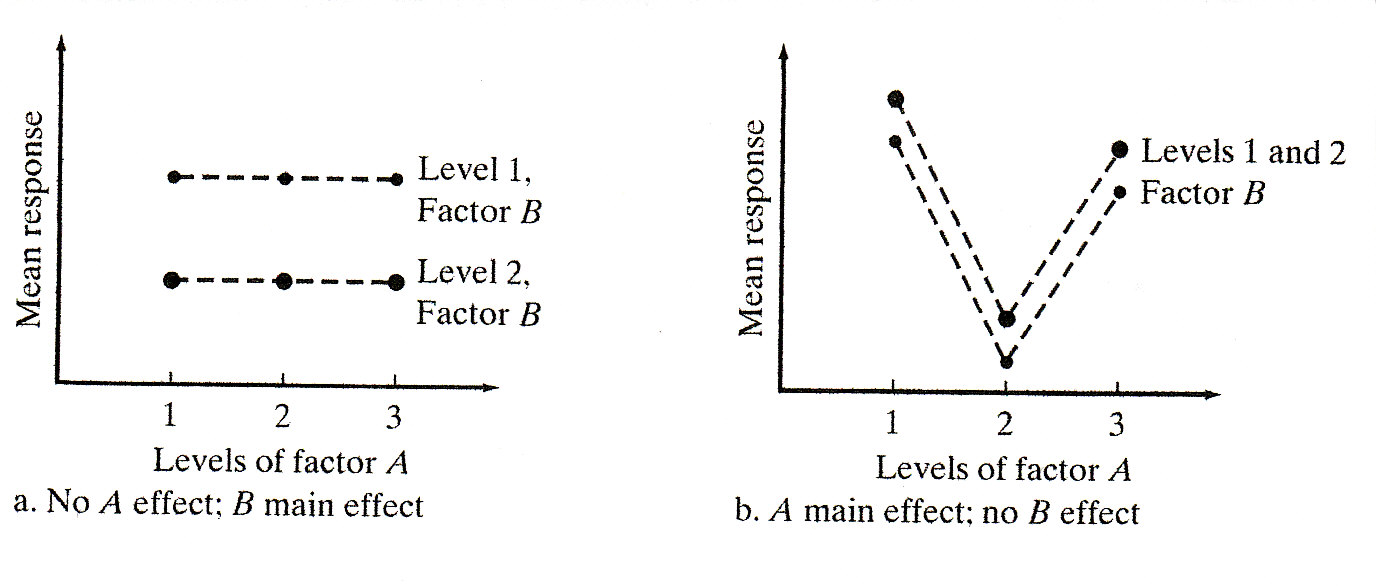 Mean response
Level 1,
Factor B
Level 2,
Factor B
1 2 3
Levels of factor A
a. No A effect; B main effect
Mean response
Levels 1 and 2
Factor B
1 2 3
Levels of factor A
b. A main effect; no B effect